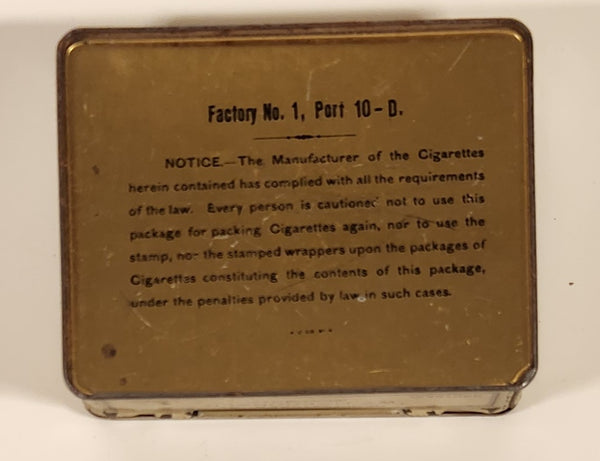 Factory No. 1, Port 10-D.
NOTICE.—The Manufacturer of the Cigarettes
herein contained has complied with all the requirements
of the law. Every person is cautioned not to use this
package for packing Cigarettes again, nor to use the
stamp, nor the stamped wrappers upon the packages of
Cigarettes constituting the contents of this package,
under the penalties provided by law in such cases.